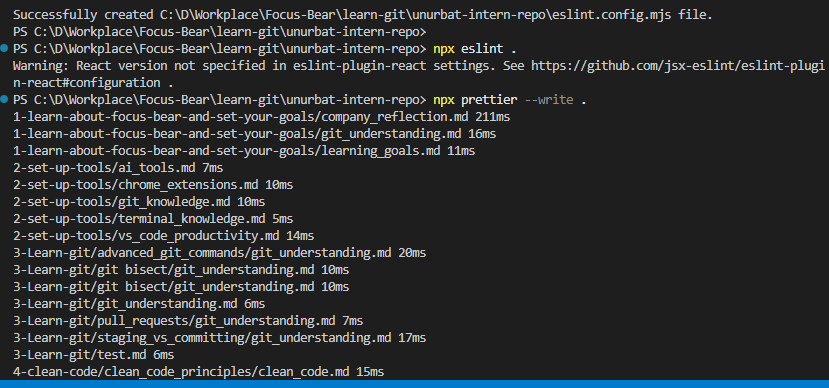 Successfully created C:\D\Workplace\Focus-Bear\learn-git\unurbat-intern-repo\eslint.config.mjs file.
PS C:\D\Workplace\Focus-Bear\learn-git\unurbat-intern-repo>
PS C:\D\Workplace\Focus-Bear\learn-git\unurbat-intern-repo> npx eslint .
Warning: React version not specified in eslint-plugin-react settings. See https://github.com/jsx-eslint/eslint-plugi
n-react#configuration .
PS C:\D\Workplace\Focus-Bear\learn-git\unurbat-intern-repo> npx prettier --write .
1-learn-about-focus-bear-and-set-your-goals/company_reflection.md 211ms
1-learn-about-focus-bear-and-set-your-goals/git_understanding.md 16ms
1-learn-about-focus-bear-and-set-your-goals/learning_goals.md 11ms
2-set-up-tools/ai_tools.md 7ms
2-set-up-tools/chrome_extensions.md 10ms
2-set-up-tools/git_knowledge.md 10ms
2-set-up-tools/terminal_knowledge.md 5ms
2-set-up-tools/vs_code_productivity.md 14ms
3-Learn-git/advanced_git_commands/git_understanding.md 20ms
3-Learn-git/git bisect/git_understanding.md 10ms
3-Learn-git/git bisect/git_understanding.md 10ms
3-Learn-git/git_understanding.md 6ms
3-Learn-git/pull_requests/git_understanding.md 7ms
3-Learn-git/staging_vs_committing/git_understanding.md 17ms
3-Learn-git/test.md 6ms
4-clean-code/clean_code_principles/clean_code.md 15ms